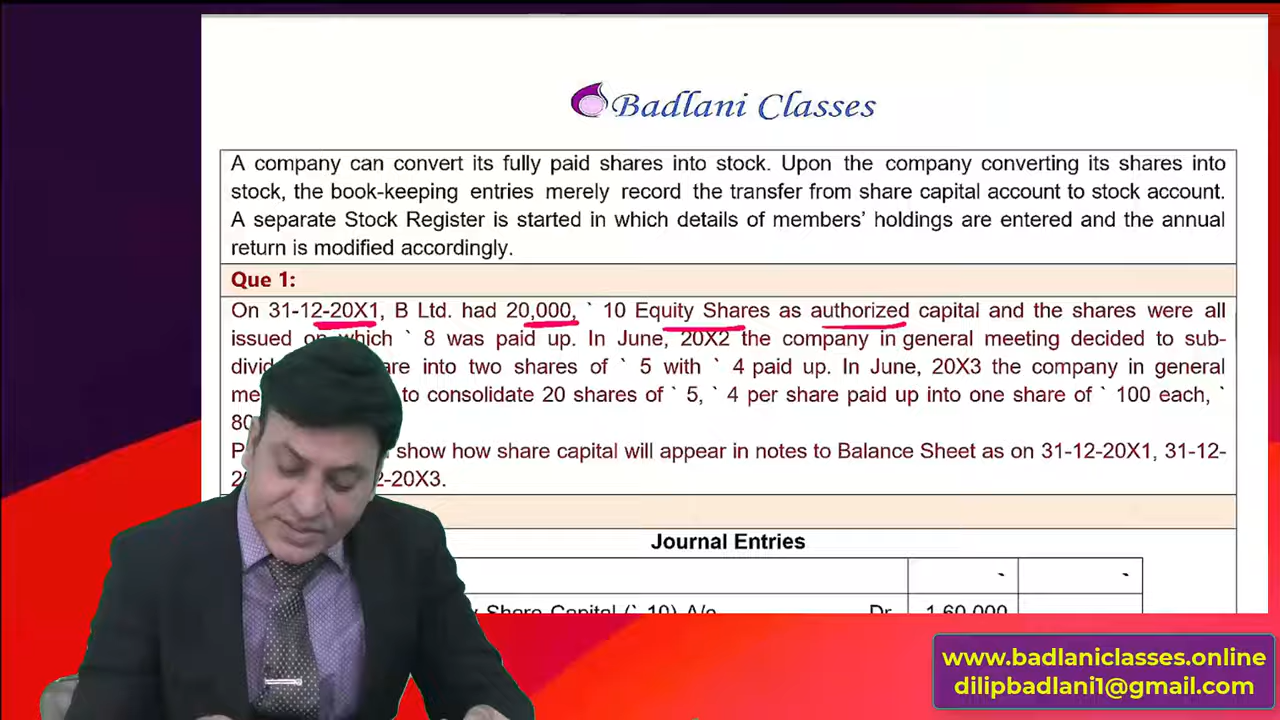 Badlani Classes
A company can convert its fully paid shares into stock. Upon the company converting its shares into
stock, the book-keeping entries merely record the transfer from share capital account to stock account.
A separate Stock Register is started in which details of members’ holdings are entered and the annual
return is modified accordingly.
Que 1:
On 31-12-20X1, B Ltd. had 20,000, ` 10 Equity Shares as authorized capital and the shares were all
issued on which ` 8 was paid up. In June, 20X2 the company in general meeting decided to sub-
into two shares of ` 5 with ` 4 paid up. In June, 20X3 the company in general
to consolidate 20 shares of ` 5, ` 4 per share paid up into one share of ` 100 each, `
80
show how share capital will appear in notes to Balance Sheet as on 31-12-20X1, 31-12-
-20X3.
Journal Entries
` `
Share Capital (` 10) A/c Dr. 1,60,000
www.badlaniclasses.online
dilipbadlani1@gmail.com